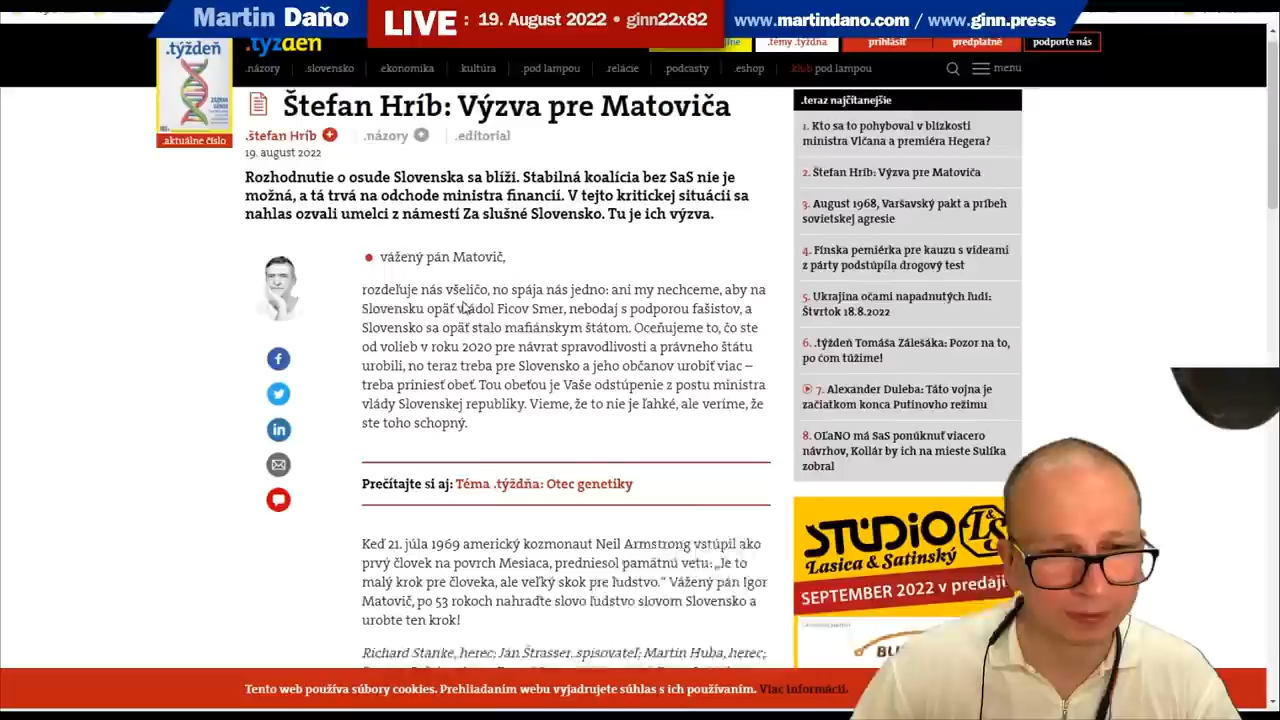 Martin Daňo
LIVE : 19. August 2022 • ginn22x82
www.martindano.com / www.ginn.press
.týždeň
.týždeň
.témy .týždňa
prihlásiť
predplatné
podporte nás
.názory
.slovensko
.ekonomika
.kultúra
.pod lampou
.relácie
.podcasty
.eshop
.klub pod lampou
menu
.aktuálne číslo
Štefan Hríb: Výzva pre Matoviča
.štefan Hríb
.názory
.editorial
19. august 2022
Rozhodnutie o osude Slovenska sa blíži. Stabilná koalícia bez SaS nie je
možná, a tá trvá na odchode ministra financií. V tejto kritickej situácii sa
nahlas ozvali umelci z námestí Za slušné Slovensko. Tu je ich výzva.
vážený pán Matovič,
rozdeľuje nás všeličo, no spája nás jedno: ani my nechceme, aby na
Slovensku opäť vládol Ficov Smer, nebodaj s podporou fašistov, a
Slovensko sa opäť stalo mafiánskym štátom. Oceňujeme to, čo ste
od volieb v roku 2020 pre návrat spravodlivosti a právneho štátu
urobili, no teraz treba pre Slovensko a jeho občanov urobiť viac –
treba priniesť obeť. Tou obeťou je Vaše odstúpenie z postu ministra
vlády Slovenskej republiky. Vieme, že to nie je ľahké, ale veríme, že
ste toho schopný.
Prečítajte si aj: Téma .týždňa: Otec genetiky
Keď 21. júla 1969 americký kozmonaut Neil Armstrong vstúpil ako
prvý človek na povrch Mesiaca, predniesol pamätnú vetu: „Je to
malý krok pre človeka, ale veľký skok pre ľudstvo.“ Vážený pán Igor
Matovič, po 53 rokoch nahraďte slovo ľudstvo slovom Slovensko a
urobte ten krok!
Richard Stanke, herec; Ján Štrasser, spisovateľ; Martin Huba, herec;
.teraz najčítanejšie
1. Kto sa to pohyboval v blízkosti
ministra Vlčana a premiéra Hegera?
2. Štefan Hríb: Výzva pre Matoviča
3. August 1968, Varšavský pakt a príbeh
sovietskej agresie
4. Fínska pemiérka pre kauzu s videami
z párty podstúpila drogový test
5. Ukrajina očami napadnutých ľudí:
Štvrtok 18.8.2022
6. .týždeň Tomáša Zálešáka: Pozor na to,
po čom túžime!
7. Alexander Duleba: Táto vojna je
začiatkom konca Putinovho režimu
8. OĽaNO má SaS ponúknuť viacero
návrhov, Kollár by ich na mieste Sulíka
zobral
STUDIO L&S
Lasica & Satinský
SEPTEMBER 2022 v predaji
Tento web používa súbory cookies. Prehliadaním webu vyjadrujete súhlas s ich používaním. Viac informácií.